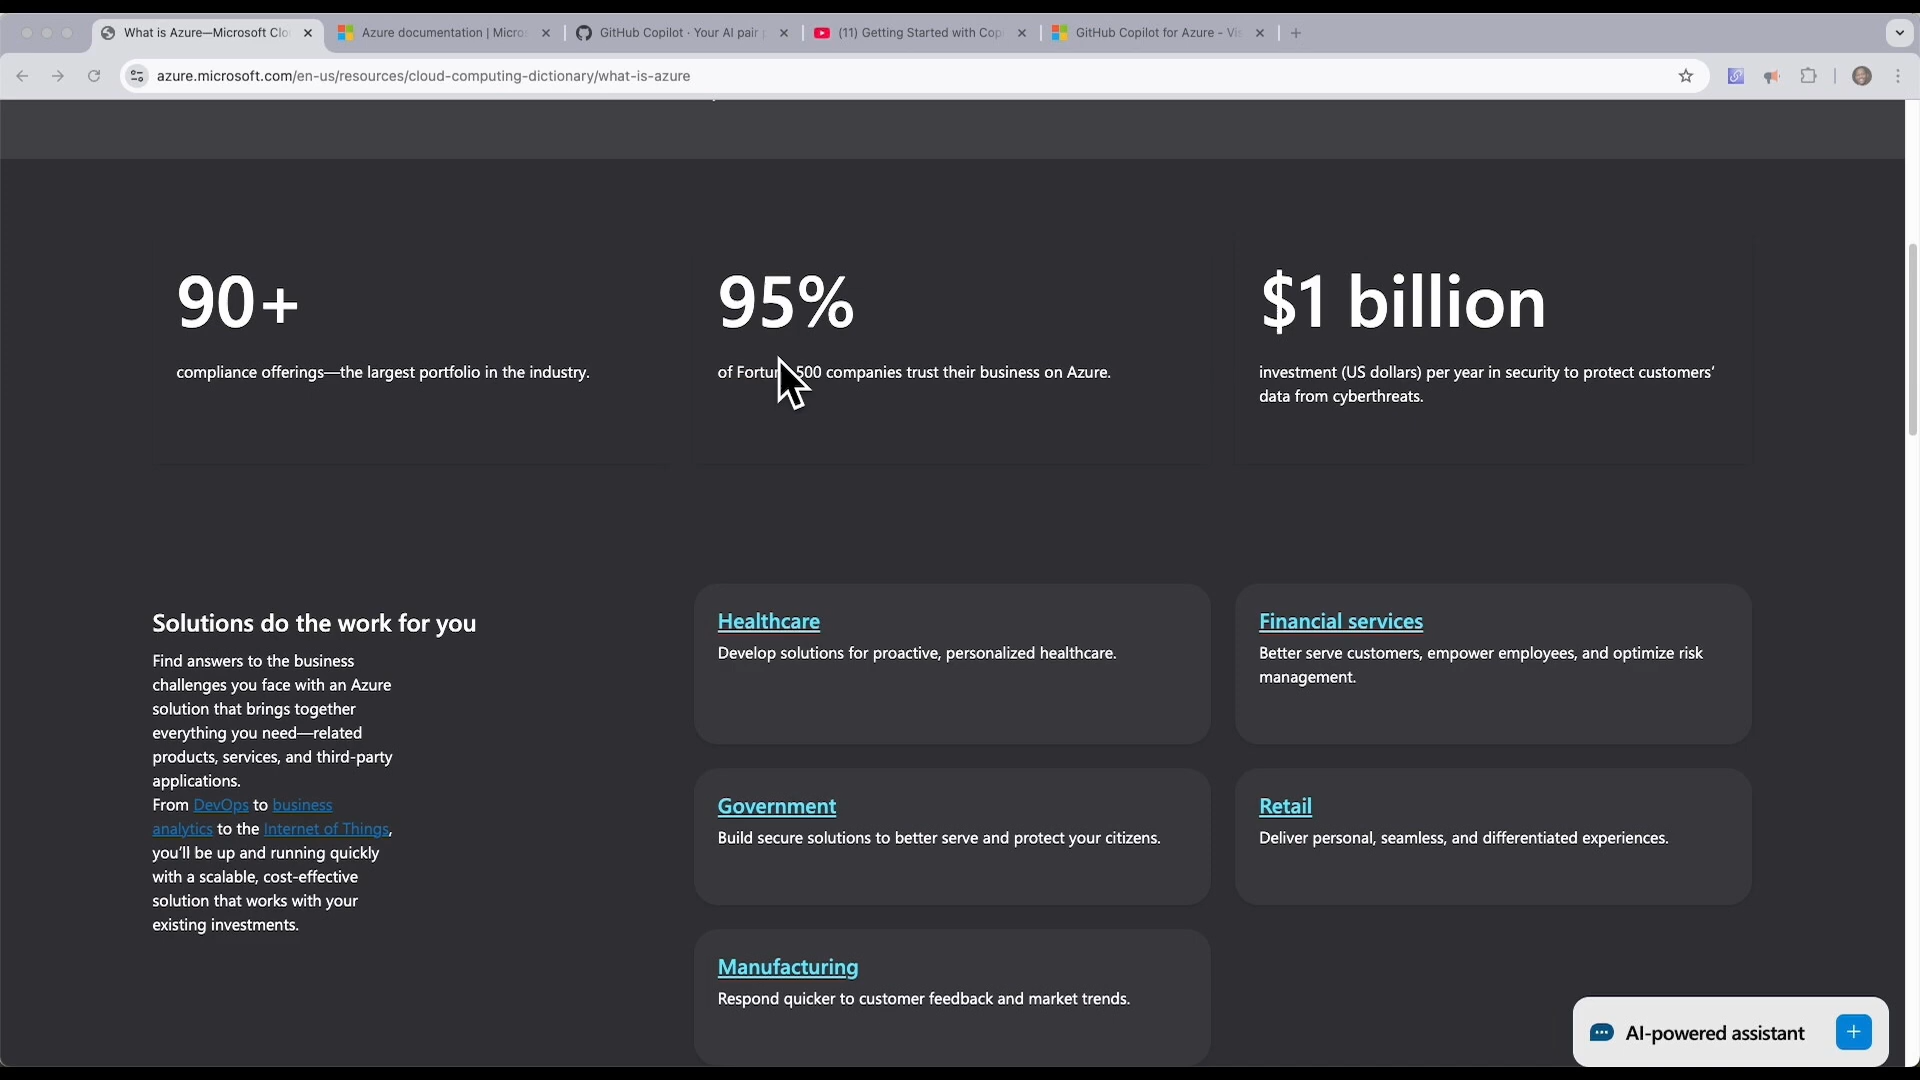 What is Azure—Microsoft Clo
Azure documentation | Micro
GitHub Copilot · Your AI pair
(11) Getting Started with Cop
GitHub Copilot for Azure - Vi
azure.microsoft.com/en-us/resources/cloud-computing-dictionary/what-is-azure
90+
compliance offerings—the largest portfolio in the industry.
95%
of Fortun 500 companies trust their business on Azure.
$1 billion
investment (US dollars) per year in security to protect customers'
data from cyberthreats.
Solutions do the work for you
Find answers to the business
challenges you face with an Azure
solution that brings together
everything you need—related
products, services, and third-party
applications.
From DevOps to business
analytics to the Internet of Things,
you'll be up and running quickly
with a scalable, cost-effective
solution that works with your
existing investments.
Healthcare
Develop solutions for proactive, personalized healthcare.
Financial services
Better serve customers, empower employees, and optimize risk
management.
Government
Build secure solutions to better serve and protect your citizens.
Retail
Deliver personal, seamless, and differentiated experiences.
Manufacturing
Respond quicker to customer feedback and market trends.
AI-powered assistant